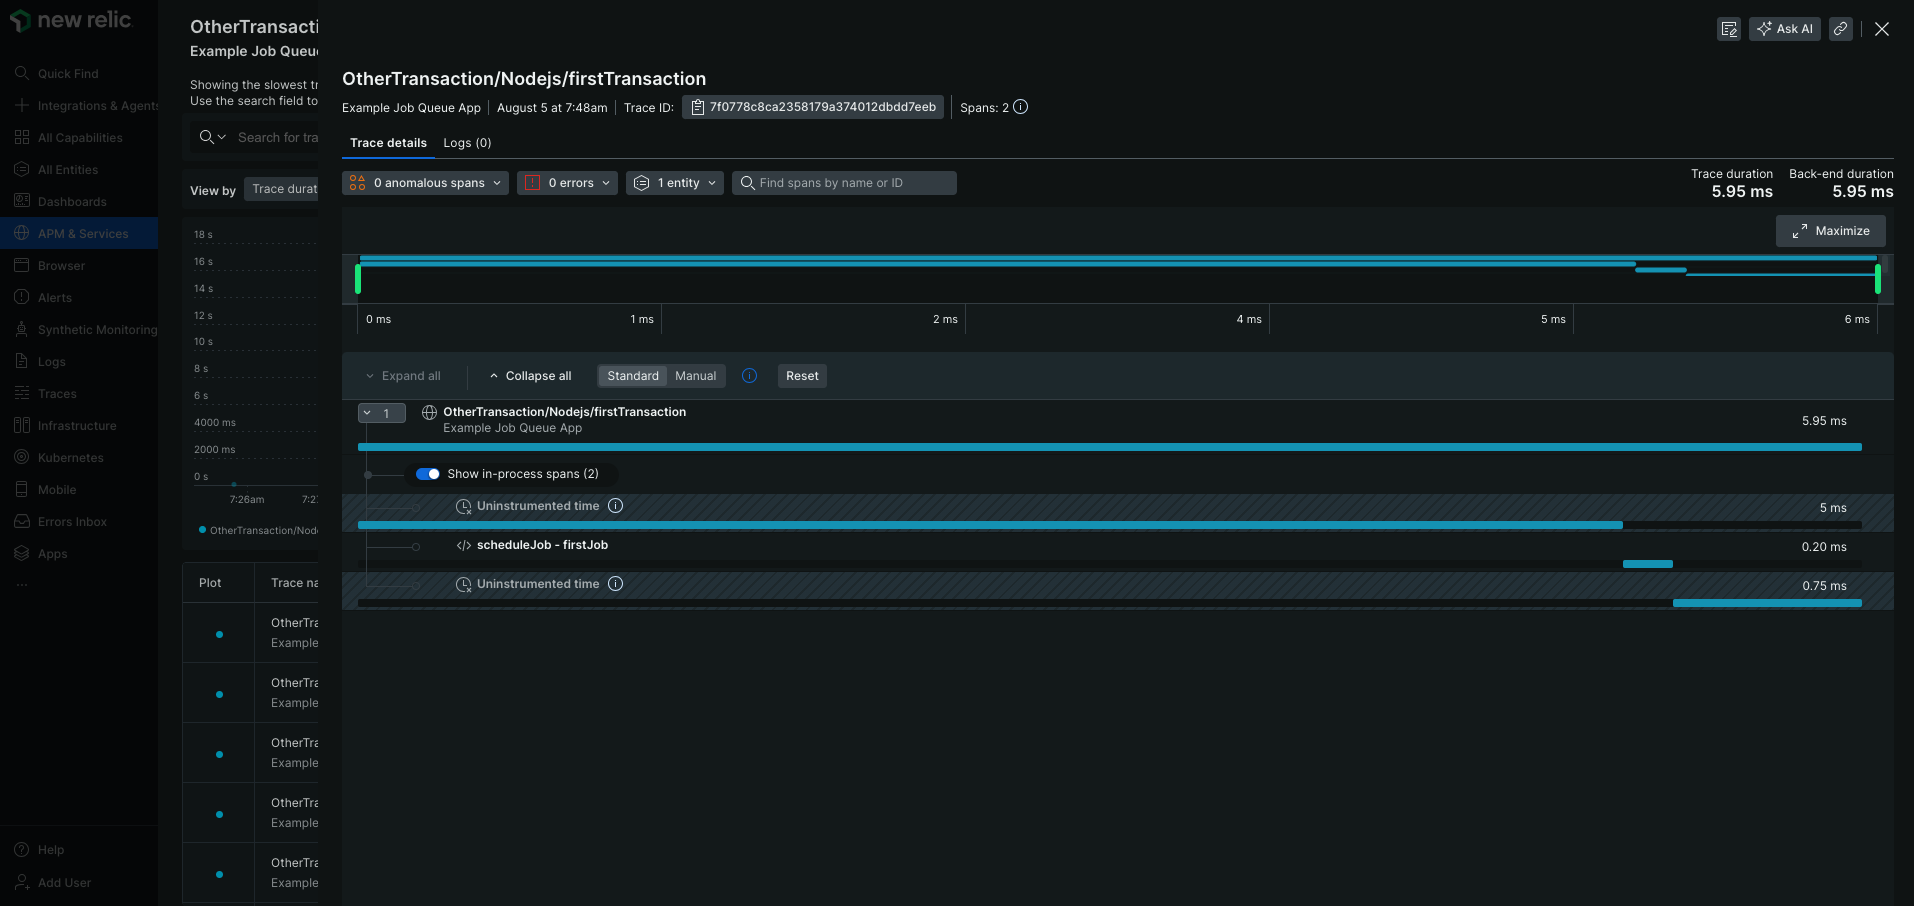 new relic
Quick Find
Integrations & Agents
All Capabilities
All Entities
Dashboards
APM & Services
Browser
Alerts
Synthetic Monitoring
Logs
Traces
Infrastructure
Kubernetes
Mobile
Errors Inbox
Apps
...
Help
Add User
OtherTransacti
Example Job Queue
Showing the slowest tr
Use the search field to
Search for tra
View by
Trace durat
18 s
16 s
14 s
12 s
10 s
8 s
6 s
4000 ms
2000 ms
0 s
7:26am
7:27
OtherTransaction/Node
Plot
Trace na
OtherTra
Example
OtherTra
Example
OtherTra
Example
OtherTra
Example
OtherTra
Example
Ask AI
OtherTransaction/Nodejs/firstTransaction
Example Job Queue App
August 5 at 7:48am
Trace ID:
7f0778c8ca2358179a374012dbdd7eeb
Spans: 2
Trace details
Logs (0)
0 anomalous spans
0 errors
1 entity
Find spans by name or ID
Trace duration
5.95 ms
Back-end duration
5.95 ms
Maximize
0 ms
1 ms
2 ms
4 ms
5 ms
6 ms
Expand all
Collapse all
Standard
Manual
Reset
1
OtherTransaction/Nodejs/firstTransaction
Example Job Queue App
5.95 ms
Show in-process spans (2)
Uninstrumented time
5 ms
scheduleJob - firstJob
0.20 ms
Uninstrumented time
0.75 ms